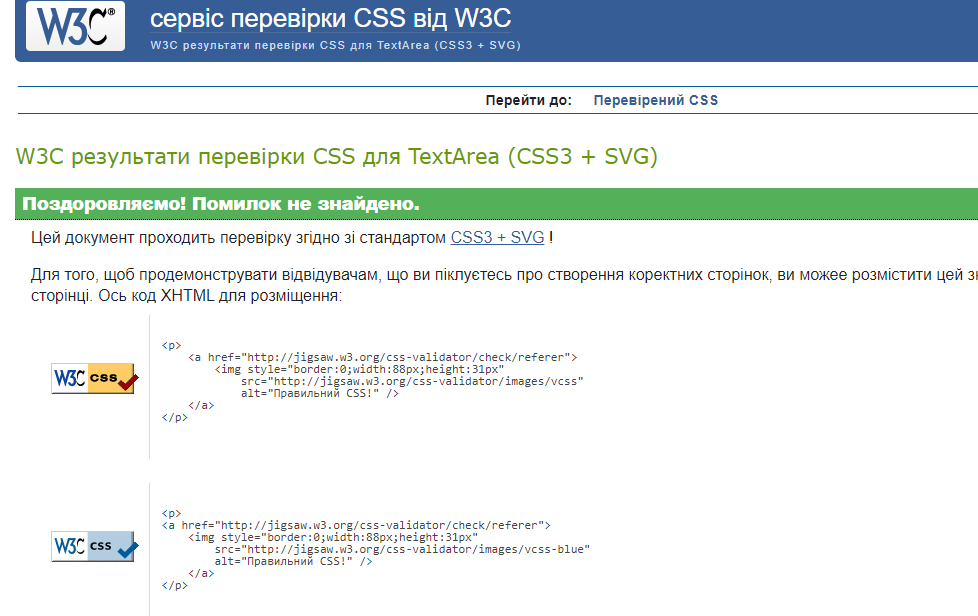 W3C®
сервіс перевірки CSS від W3C
W3C результати перевірки CSS для TextArea (CSS3 + SVG)
Перейти до: Перевірений CSS
W3C результати перевірки CSS для TextArea (CSS3 + SVG)
Поздоровляємо! Помилок не знайдено.
Цей документ проходить перевірку згідно зі стандартом CSS3 + SVG !
Для того, щоб продемонструвати відвідувачам, що ви піклуєтесь про створення коректних сторінок, ви можее розмістити цей
сторінці. Ось код XHTML для розміщення:
W3C css
<p>
<a href="http://jigsaw.w3.org/css-validator/check/referer">
<img style="border:0;width:88px;height:31px"
src="http://jigsaw.w3.org/css-validator/images/vcss"
alt="Правильний CSS!" />
</a>
</p>
W3C css
<p>
<a href="http://jigsaw.w3.org/css-validator/check/referer">
<img style="border:0;width:88px;height:31px"
src="http://jigsaw.w3.org/css-validator/images/vcss-blue"
alt="Правильний CSS!" />
</a>
</p>